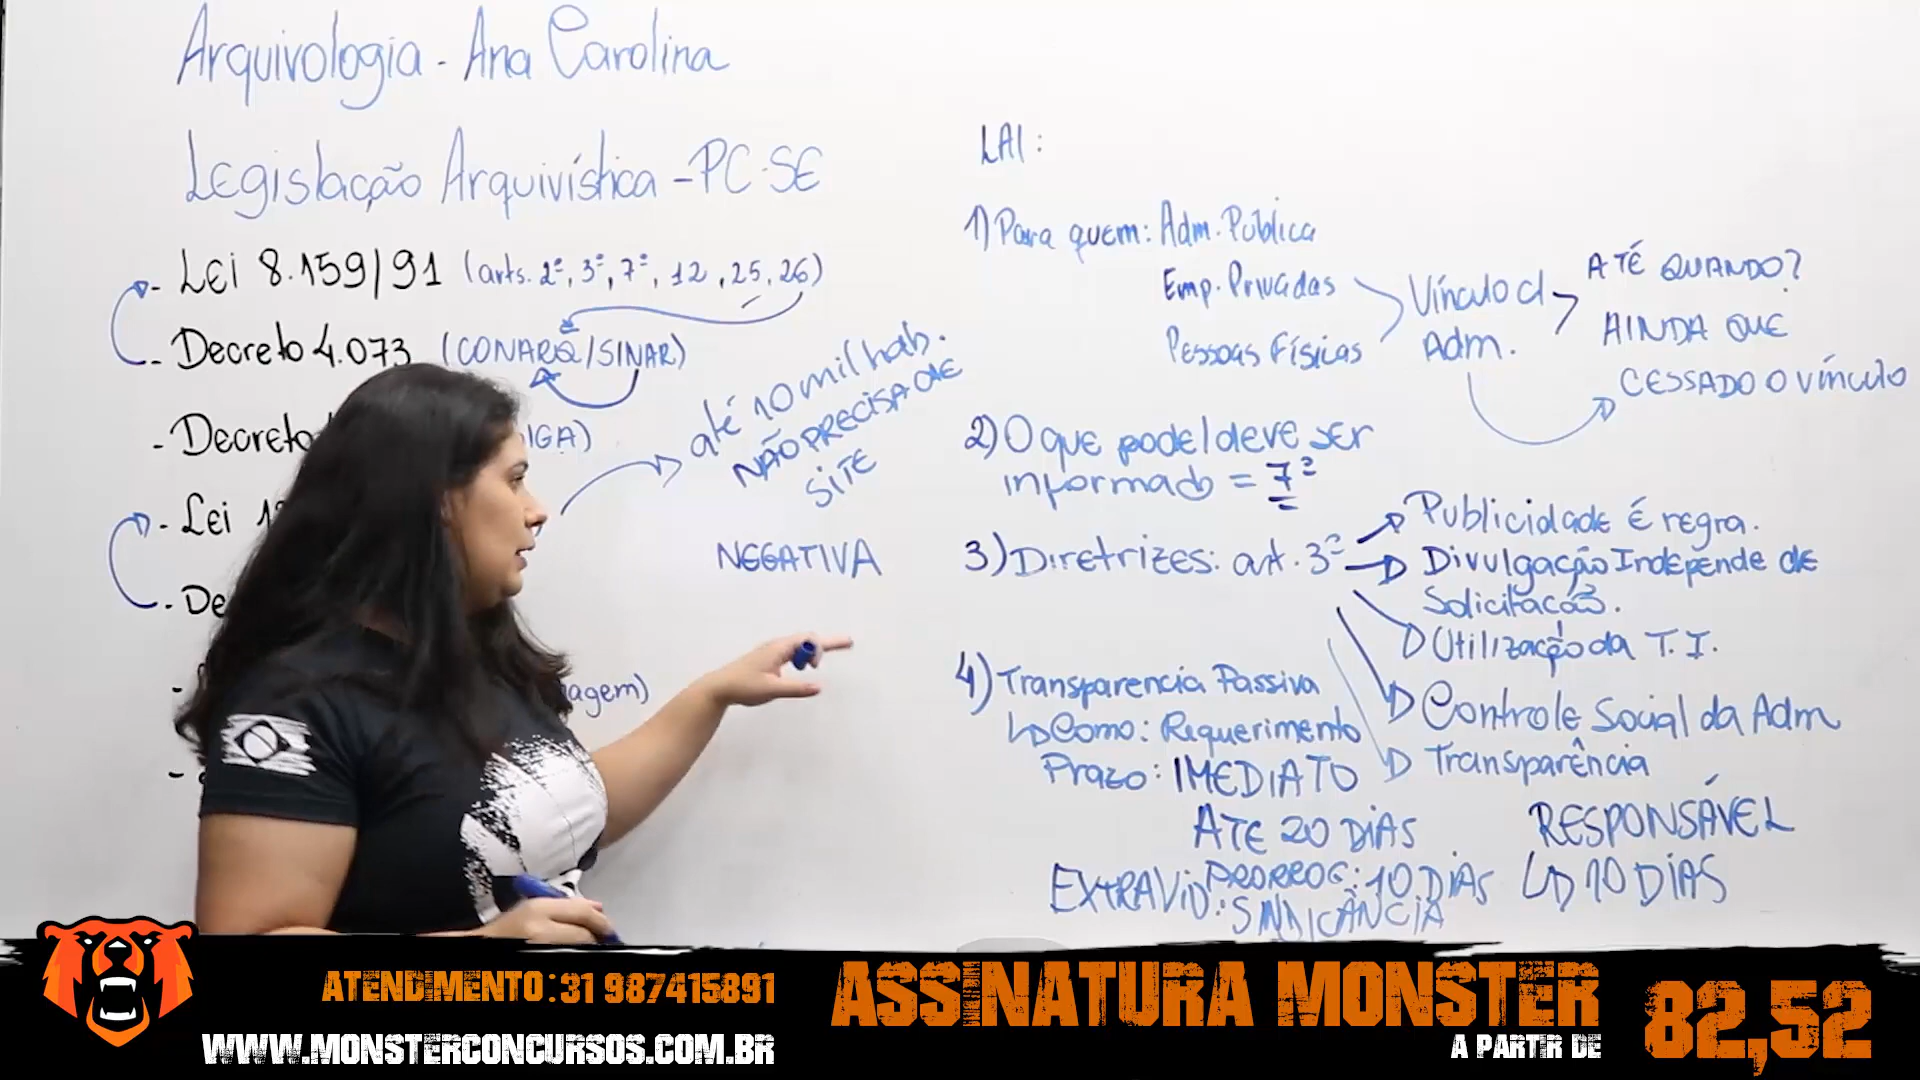 Arquivologia - Ana Carolina
Legislação Arquivística - PC-SE
- LEi 8.159/91 (arts. 2º, 3º, 7º, 12, 25, 26)
- Decreto 4.073 (CONARQ/SINAR)
- Decreto
IGA)
- Lei 1
- De
agem)
até 10 mil hab.
NÃO PRECISA DE
SiTE
NEGATIVA
LAI:
1) Para quem: Adm. Pública
Emp. Privadas
Pessoas Físicas
Vínculo c/
Adm.
ATÉ QUANDO?
AINDA QUE
CESSADO O VíNCULO
2) O que pode/deve ser
informado = 7º
3) Diretrizes: art. 3º
Publicidade é regra.
Divulgação Independe de
Solicitação.
Utilização da T.I.
Controle Social da Adm
Transparência
4) Transparencia Passiva
Como: Requerimento
Prazo: IMEDIATO
ATE 20 DIAS
PRORROG.: 10 DIAS
EXTRAVIO: SINDICÂNCIA
RESPONSÁVEL
10 DIAS
ATENDIMENTO: 31 987415891
WWW.MONSTERCONCURSOS.COM.BR
ASSINATURA MONSTER
A PARTIR DE
82,52